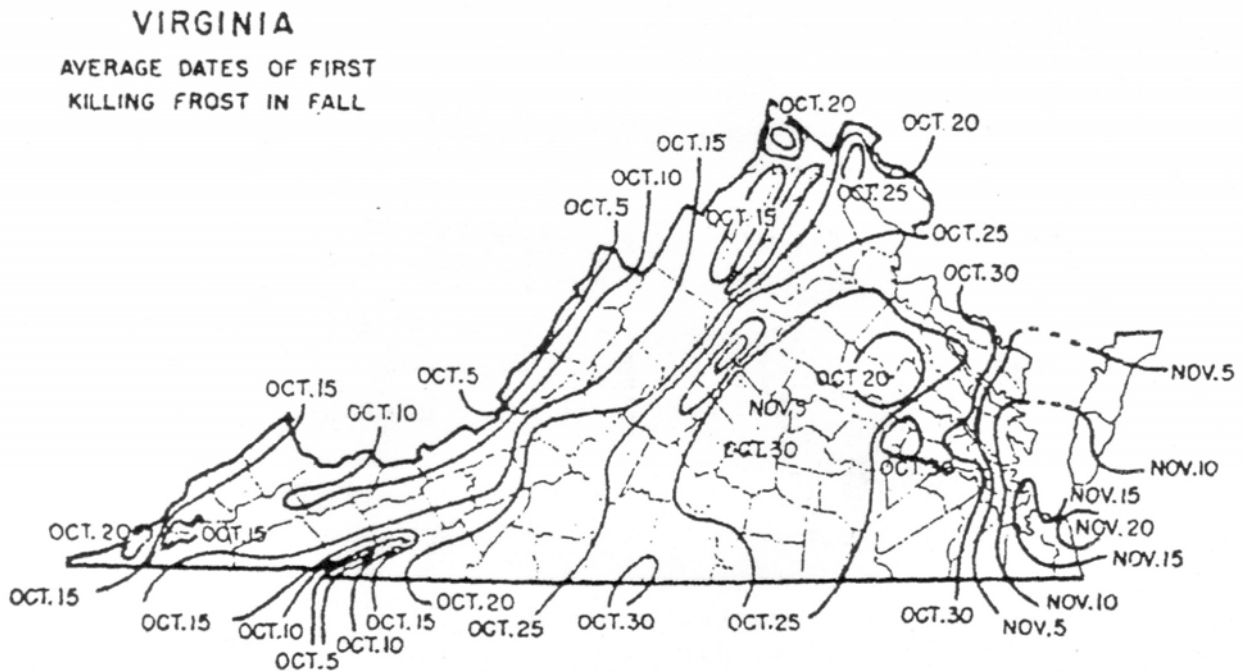 VIRGINIA
AVERAGE DATES OF FIRST
KILLING FROST IN FALL
OCT. 20
OCT. 20
OCT. 15
OCT. 10
OCT. 5
OCT. 25
OCT. 15
OCT. 25
OCT. 30
NOV. 5
OCT. 20
OCT. 5
OCT. 15
OCT. 10
NOV. 5
OCT. 30
OCT. 30
NOV. 10
NOV. 15
NOV. 20
NOV. 15
OCT. 20
OCT. 15
OCT. 15
OCT. 15
OCT. 10
OCT. 5
OCT. 10
OCT. 15
OCT. 20
OCT. 25
OCT. 30
OCT. 25
OCT. 30
NOV. 5
NOV. 10